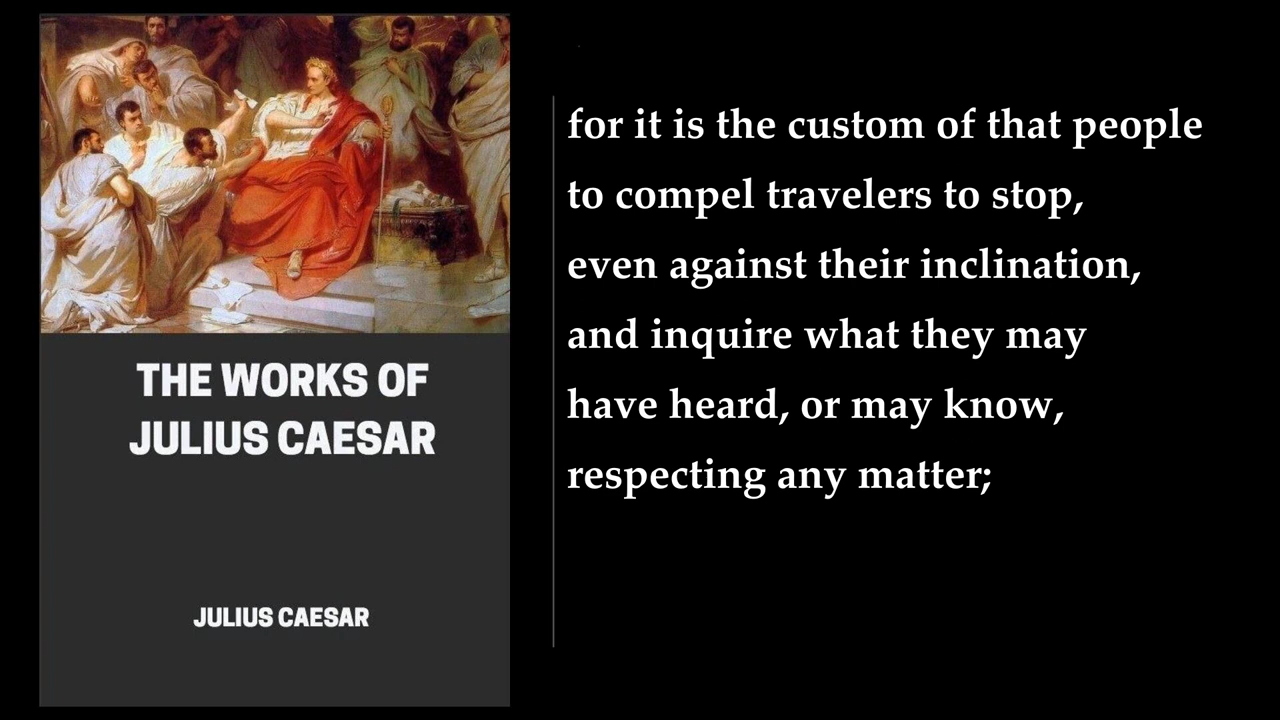 THE WORKS OF
JULIUS CAESAR
JULIUS CAESAR
for it is the custom of that people
to compel travelers to stop,
even against their inclination,
and inquire what they may
have heard, or may know,
respecting any matter;